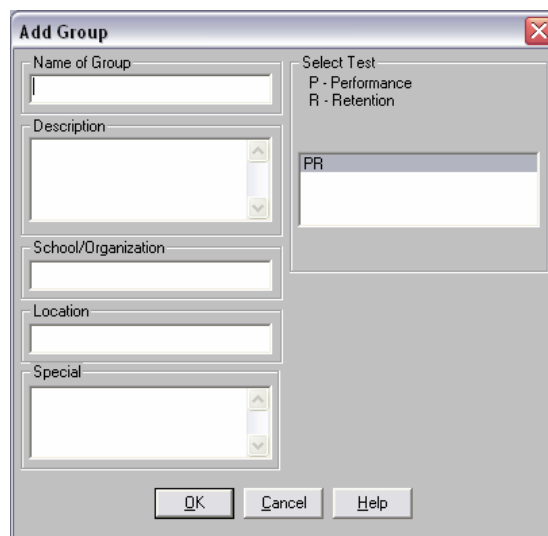 Add Group
Name of Group
Description
School/Organization
Location
Special
Select Test
P - Performance
R - Retention
PR
OK
Cancel
Help